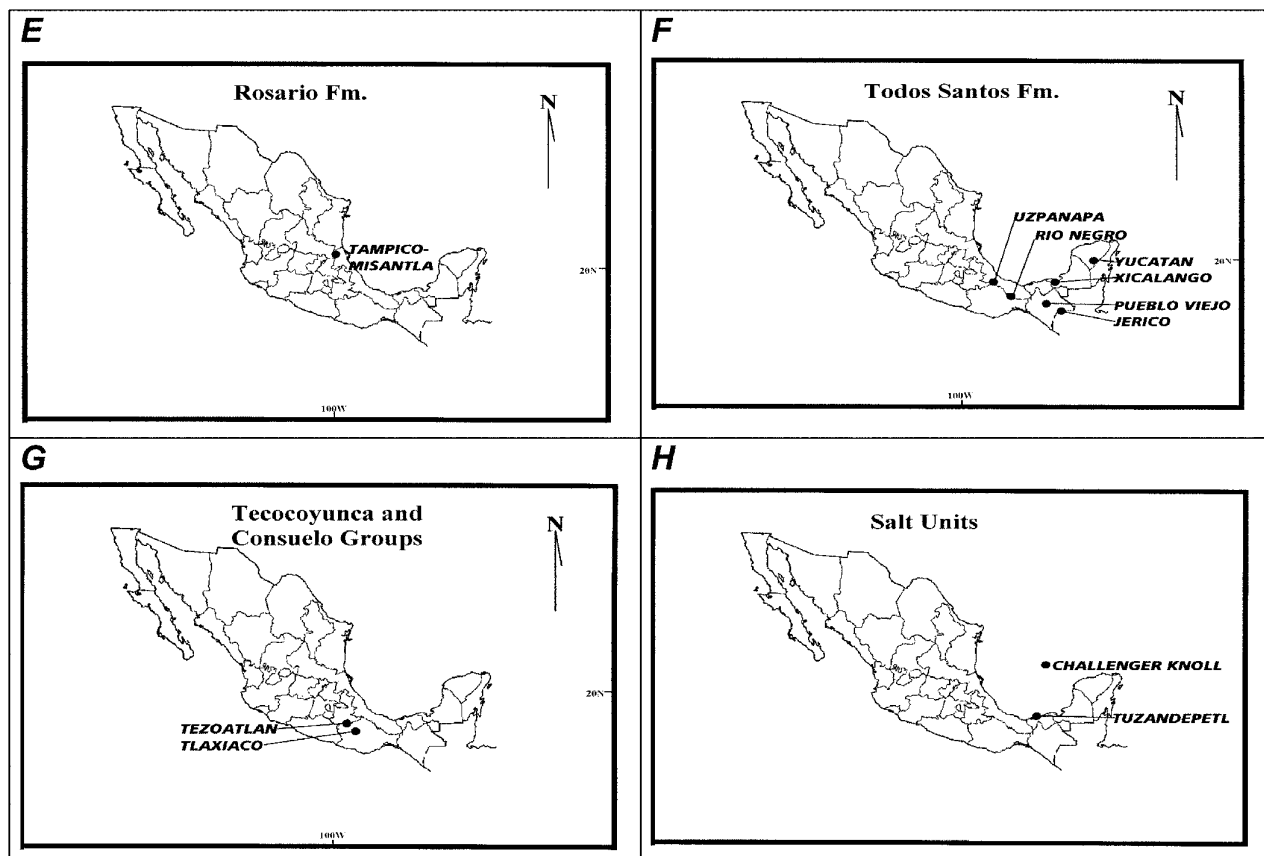 E
Rosario Fm.
N
TAMPICO-
MISANTLA
20N
100W
F
Todos Santos Fm.
N
UZPANAPA
RIO NEGRO
YUCATAN
XICALANGO
20N
PUEBLO VIEJO
JERICO
100W
G
Tecocoyunca and
Consuelo Groups
N
20N
TEZOATLAN
TLAXIACO
100W
H
Salt Units
CHALLENGER KNOLL
TUZANDEPETL